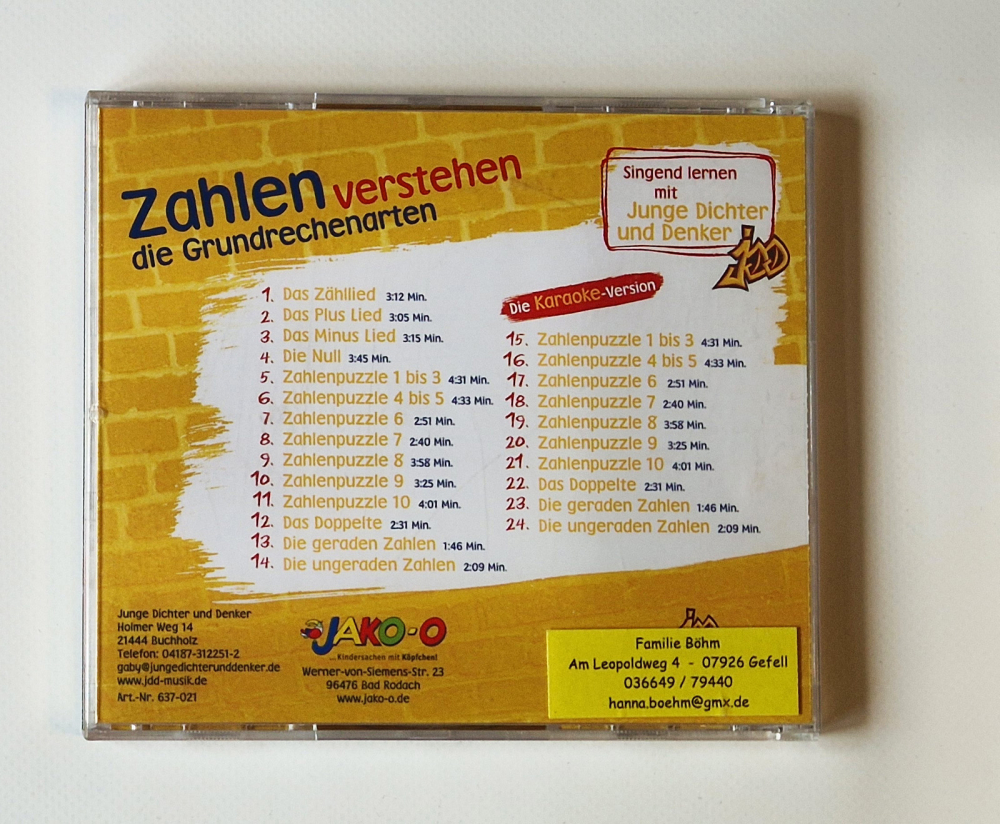 Zahlen verstehen
die Grundrechenarten
Singend lernen
mit
Junge Dichter
und Denker
JDD
1. Das Zähllied 3:12 Min.
2. Das Plus Lied 3:05 Min.
3. Das Minus Lied 3:15 Min.
4. Die Null 3:45 Min.
5. Zahlenpuzzle 1 bis 3 4:31 Min.
6. Zahlenpuzzle 4 bis 5 4:33 Min.
7. Zahlenpuzzle 6 2:51 Min.
8. Zahlenpuzzle 7 2:40 Min.
9. Zahlenpuzzle 8 3:58 Min.
10. Zahlenpuzzle 9 3:25 Min.
11. Zahlenpuzzle 10 4:01 Min.
12. Das Doppelte 2:31 Min.
13. Die geraden Zahlen 1:46 Min.
14. Die ungeraden Zahlen 2:09 Min.
Die Karaoke-Version
15. Zahlenpuzzle 1 bis 3 4:31 Min.
16. Zahlenpuzzle 4 bis 5 4:33 Min.
17. Zahlenpuzzle 6 2:51 Min.
18. Zahlenpuzzle 7 2:40 Min.
19. Zahlenpuzzle 8 3:58 Min.
20. Zahlenpuzzle 9 3:25 Min.
21. Zahlenpuzzle 10 4:01 Min.
22. Das Doppelte 2:31 Min.
23. Die geraden Zahlen 1:46 Min.
24. Die ungeraden Zahlen 2:09 Min.
Junge Dichter und Denker
Holmer Weg 14
21444 Buchholz
Telefon: 04187-312251-2
gaby@jungedichterunddenker.de
www.jdd-musik.de
Art.-Nr. 637-021
JAKO-O
... Kindersachen mit Köpfchen!
Werner-von-Siemens-Str. 23
96476 Bad Rodach
www.jako-o.de
Familie Böhm
Am Leopoldweg 4 - 07926 Gefell
036649 / 79440
hanna.boehm@gmx.de